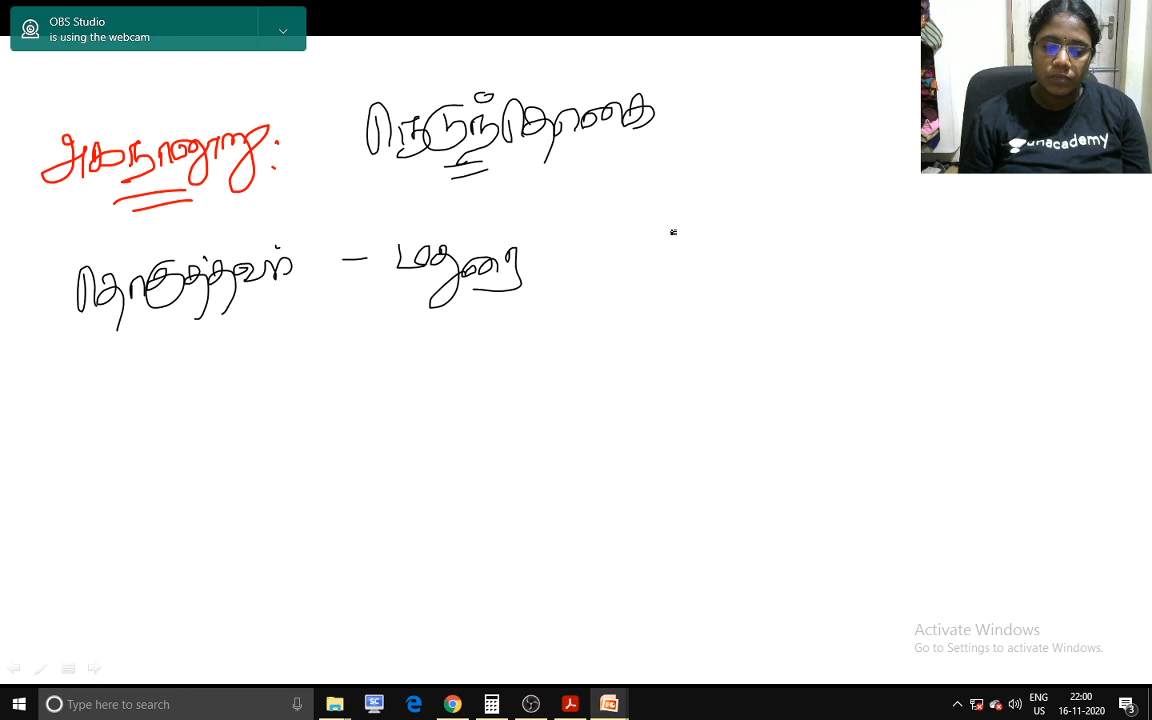 OBS Studio
is using the webcam
அகநானூறு:
நெடுந்தொகை
தொகுத்தவர் – மதுரை
unacademy
Activate Windows
Go to Settings to activate Windows.
Type here to search
ENG
US
22:00
16-11-2020
3